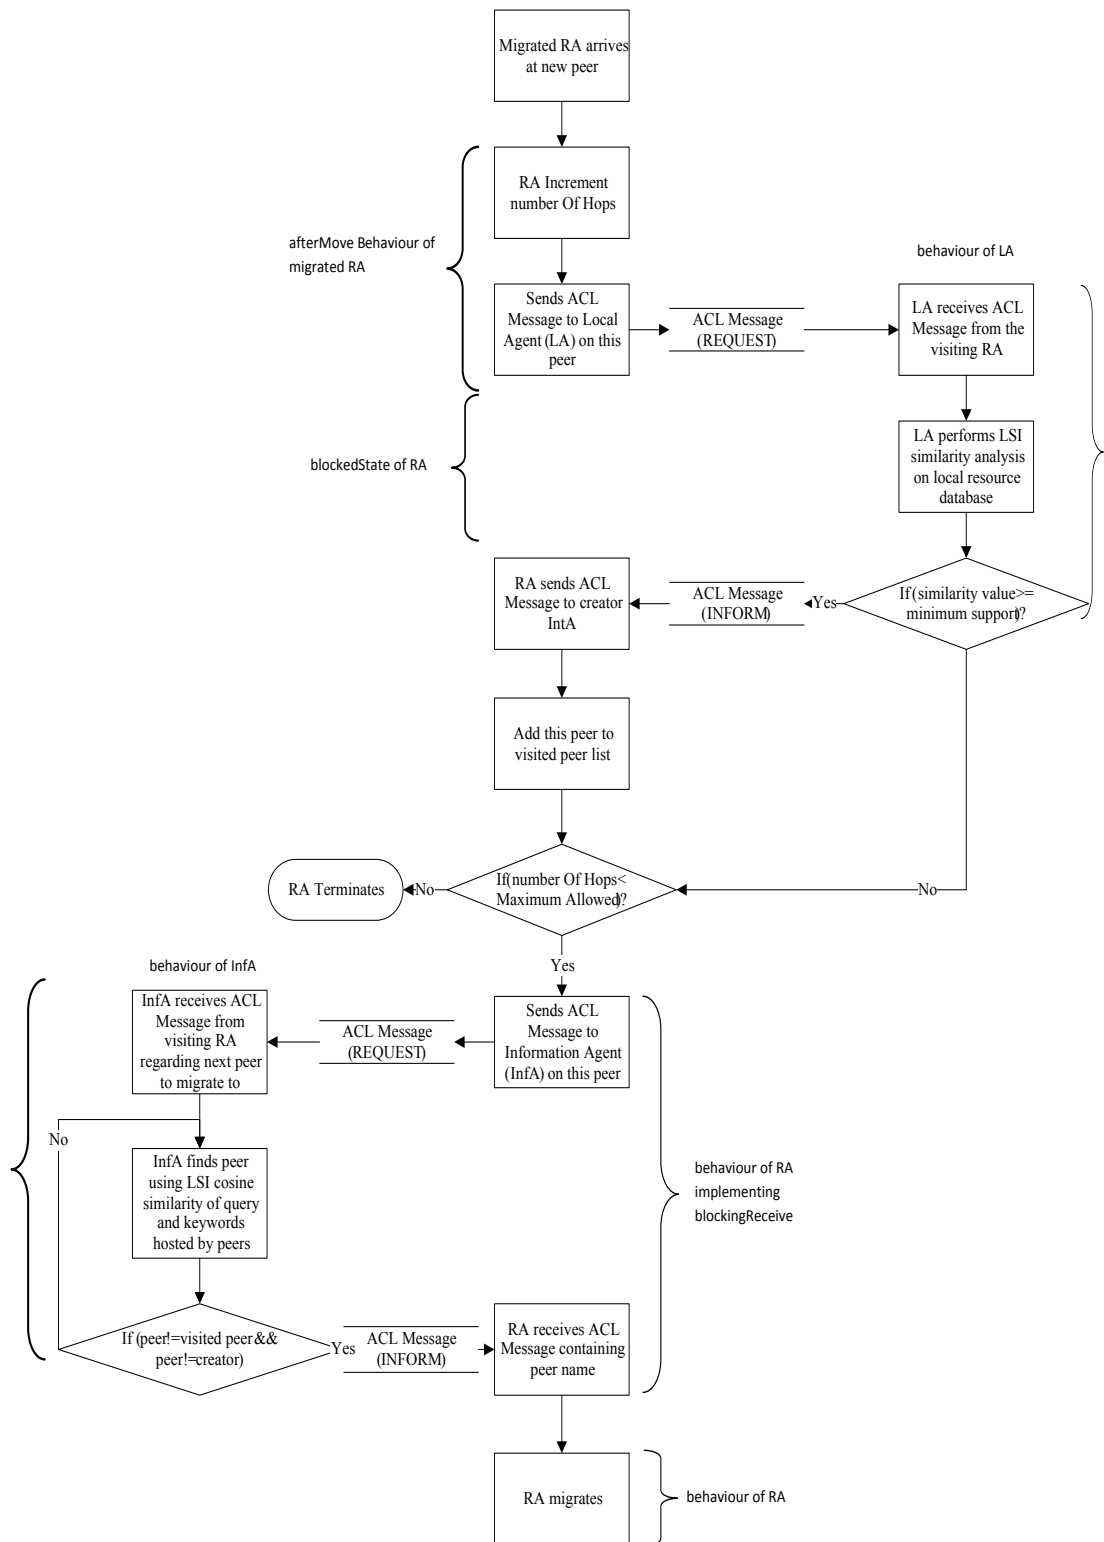 Migrated RA arrives
at new peer
RA Increment
number Of Hops
afterMove Behaviour of
migrated RA
behaviour of LA
Sends ACL
Message to Local
Agent (LA) on this
peer
ACL Message
(REQUEST)
LA receives ACL
Message from the
visiting RA
blockedState of RA
LA performs LSI
similarity analysis
on local resource
database
RA sends ACL
Message to creator
IntA
ACL Message
(INFORM)
Yes
If (similarity value>=
minimum support)?
Add this peer to
visited peer list
RA Terminates
No
If(number Of Hops<
Maximum Allowed)?
No
Yes
behaviour of InfA
InfA receives ACL
Message from
visiting RA
regarding next peer
to migrate to
ACL Message
(REQUEST)
Sends ACL
Message to
Information Agent
(InfA) on this peer
No
InfA finds peer
using LSI cosine
similarity of query
and keywords
hosted by peers
behaviour of RA
implementing
blockingReceive
If (peer!=visited peer&&
peer!=creator)
Yes
ACL Message
(INFORM)
RA receives ACL
Message containing
peer name
RA migrates
behaviour of RA